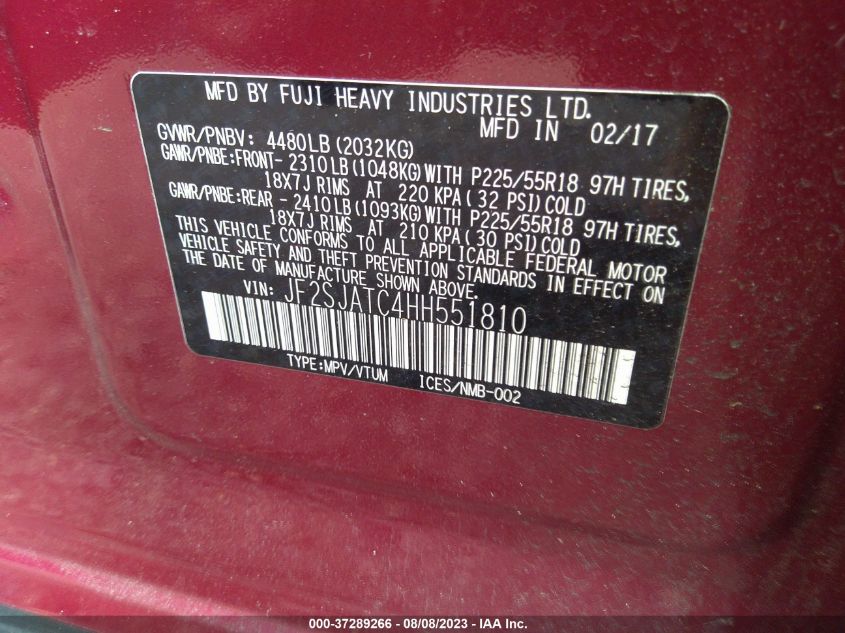 MFD BY FUJI HEAVY INDUSTRIES LTD.
MFD IN 02/17
GVWR/PNBV: 4480LB (2032KG)
GAWR/PNBE:FRONT- 2310LB (1048KG) WITH P225/55R18 97H TIRES,
18X7J RIMS AT 220 KPA ( 32 PSI) COLD
GAWR/PNBE:REAR - 2410LB (1093KG) WITH P225/55R18 97H TIRES,
18X7J RIMS AT 210 KPA ( 30 PSI) COLD
THIS VEHICLE CONFORMS TO ALL APPLICABLE FEDERAL MOTOR
VEHICLE SAFETY AND THEFT PREVENTION STANDARDS IN EFFECT ON
THE DATE OF MANUFACTURE SHOWN ABOVE.
VIN: JF2SJATC4HH551810
TYPE:MPV/VTUM ICES/NMB-002
000-37289266 - 08/08/2023 - IAA Inc.